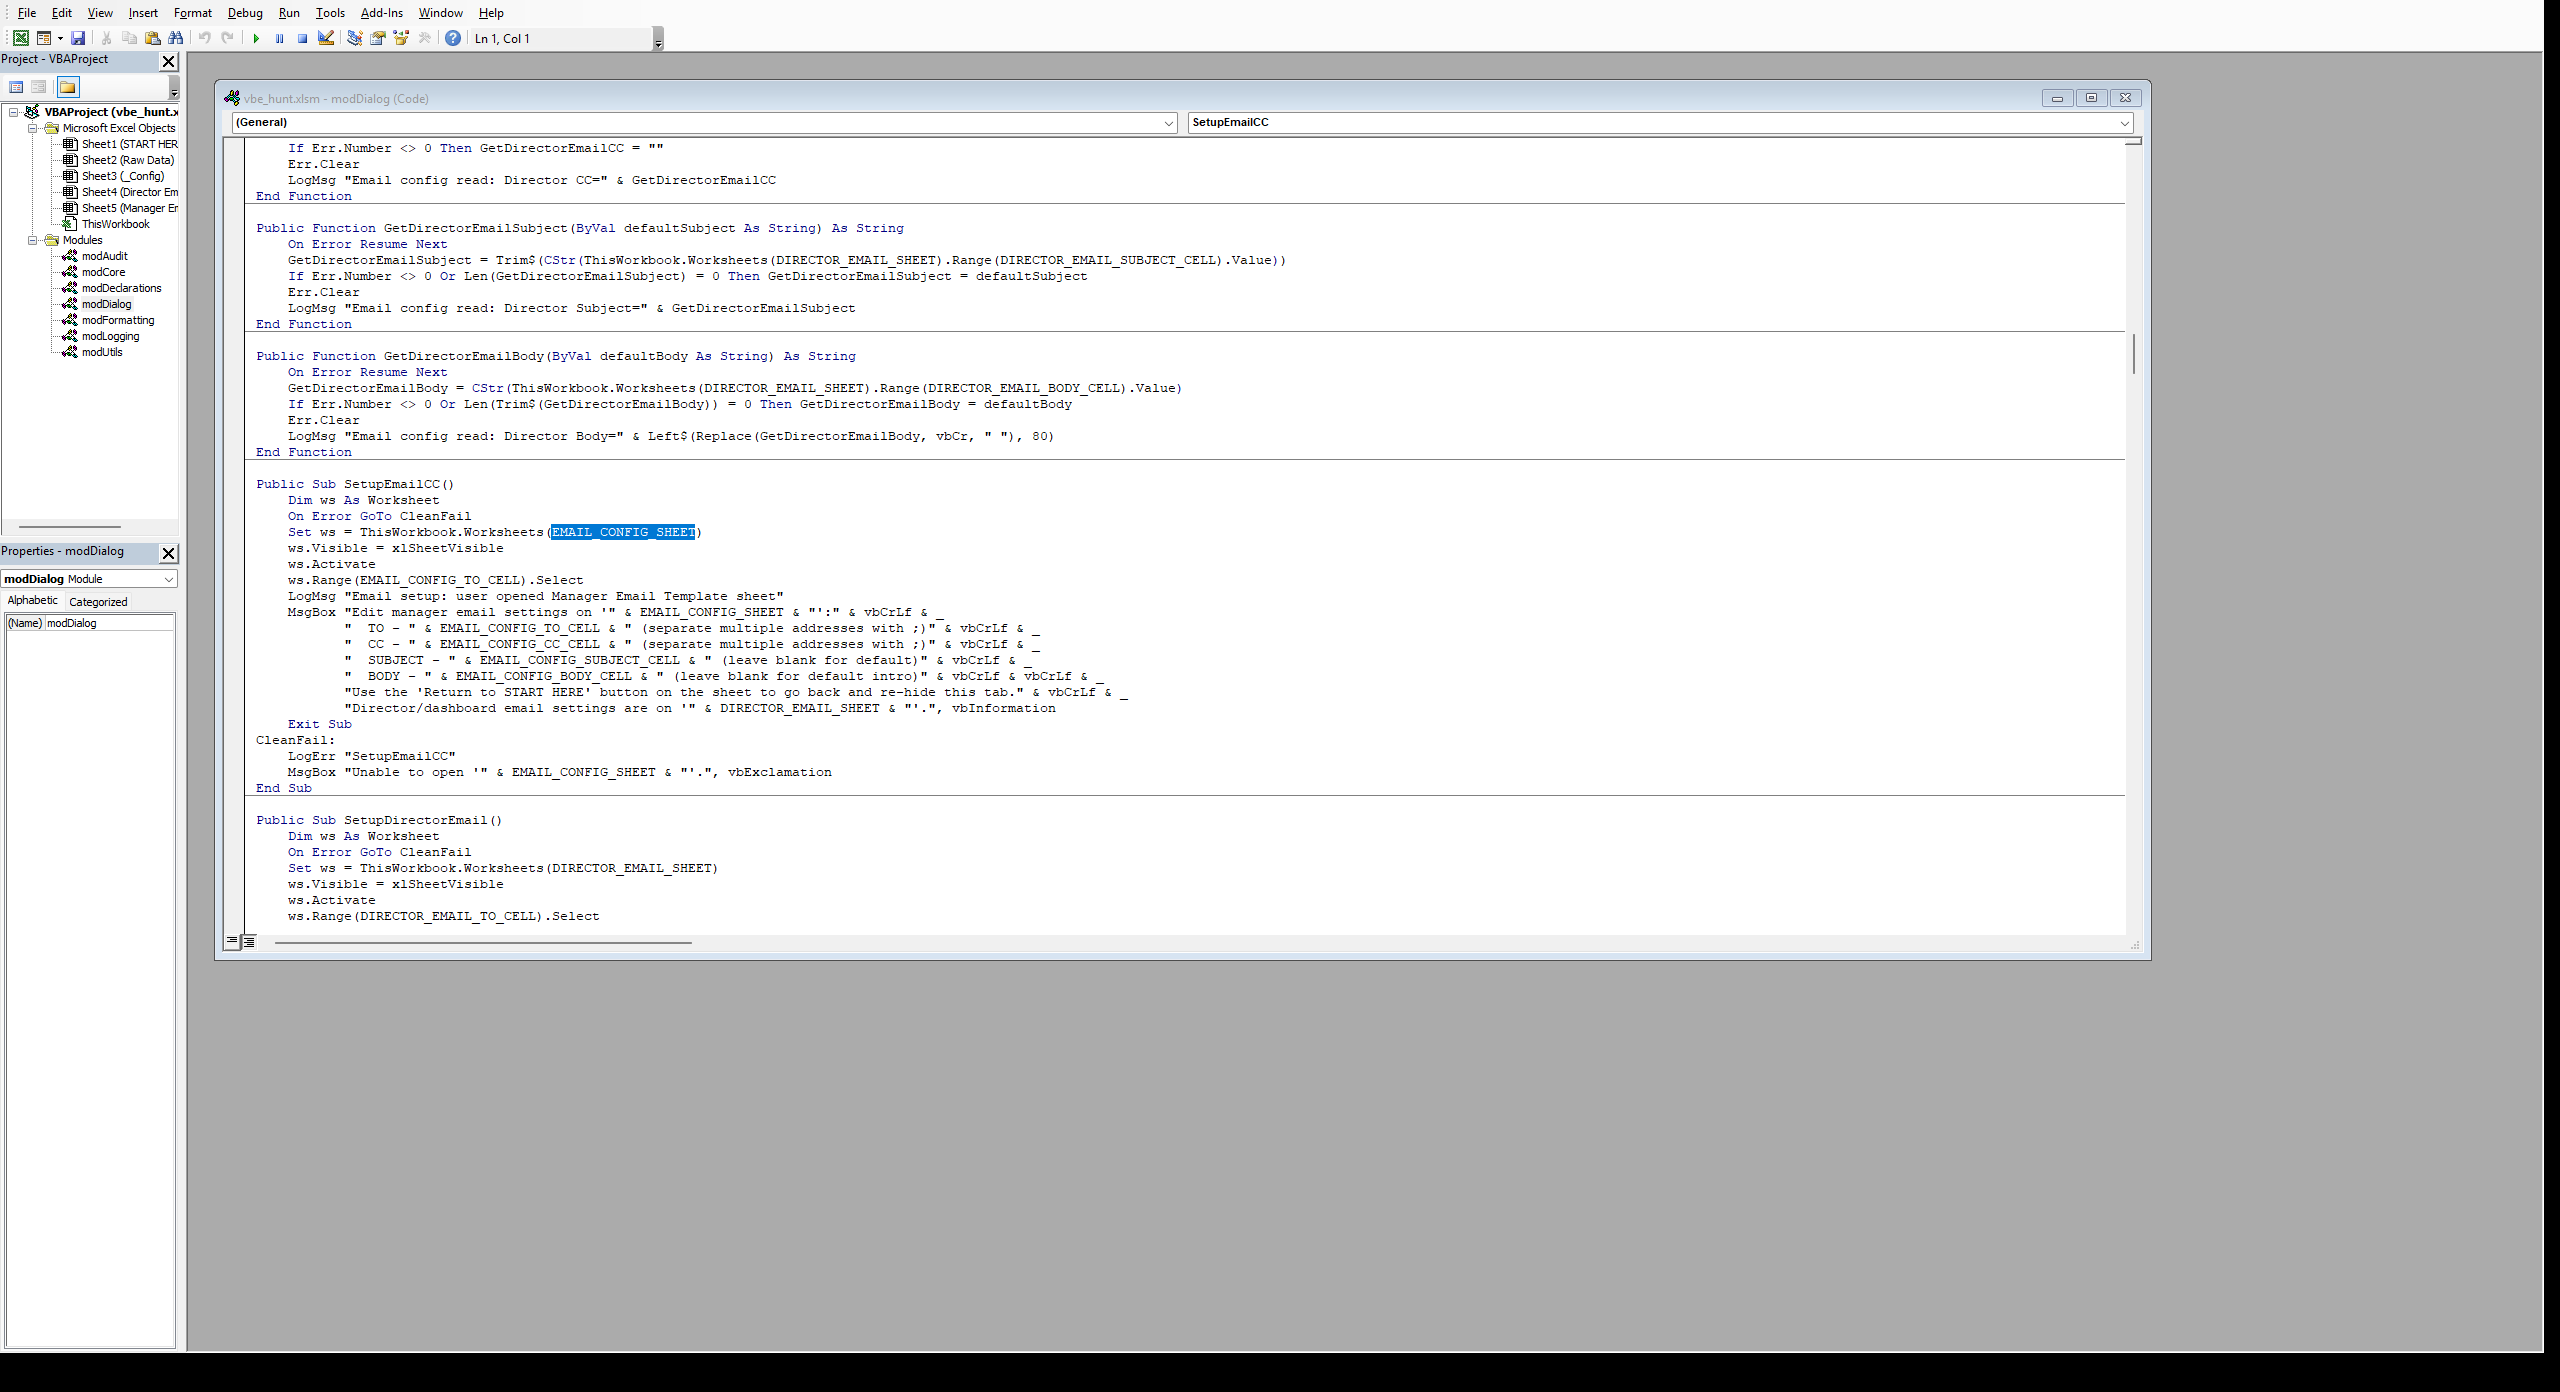 File Edit View Insert Format Debug Run Tools Add-Ins Window Help
Ln 1, Col 1
Project - VBAProject
VBAProject (vbe_hunt.x
Microsoft Excel Objects
Sheet1 (START HER
Sheet2 (Raw Data)
Sheet3 (_Config)
Sheet4 (Director Em
Sheet5 (Manager Er
ThisWorkbook
Modules
modAudit
modCore
modDeclarations
modDialog
modFormatting
modLogging
modUtils
Properties - modDialog
modDialog Module
Alphabetic Categorized
(Name) modDialog
vbe_hunt.xlsm - modDialog (Code)
(General) SetupEmailCC
    If Err.Number <> 0 Then GetDirectorEmailCC = ""
    Err.Clear
    LogMsg "Email config read: Director CC=" & GetDirectorEmailCC
End Function
Public Function GetDirectorEmailSubject(ByVal defaultSubject As String) As String
    On Error Resume Next
    GetDirectorEmailSubject = Trim$(CStr(ThisWorkbook.Worksheets(DIRECTOR_EMAIL_SHEET).Range(DIRECTOR_EMAIL_SUBJECT_CELL).Value))
    If Err.Number <> 0 Or Len(GetDirectorEmailSubject) = 0 Then GetDirectorEmailSubject = defaultSubject
    Err.Clear
    LogMsg "Email config read: Director Subject=" & GetDirectorEmailSubject
End Function
Public Function GetDirectorEmailBody(ByVal defaultBody As String) As String
    On Error Resume Next
    GetDirectorEmailBody = CStr(ThisWorkbook.Worksheets(DIRECTOR_EMAIL_SHEET).Range(DIRECTOR_EMAIL_BODY_CELL).Value)
    If Err.Number <> 0 Or Len(Trim$(GetDirectorEmailBody)) = 0 Then GetDirectorEmailBody = defaultBody
    Err.Clear
    LogMsg "Email config read: Director Body=" & Left$(Replace(GetDirectorEmailBody, vbCr, " "), 80)
End Function
Public Sub SetupEmailCC()
    Dim ws As Worksheet
    On Error GoTo CleanFail
    Set ws = ThisWorkbook.Worksheets(EMAIL_CONFIG_SHEET)
    ws.Visible = xlSheetVisible
    ws.Activate
    ws.Range(EMAIL_CONFIG_TO_CELL).Select
    LogMsg "Email setup: user opened Manager Email Template sheet"
    MsgBox "Edit manager email settings on '" & EMAIL_CONFIG_SHEET & "':" & vbCrLf & _
           "  TO - " & EMAIL_CONFIG_TO_CELL & " (separate multiple addresses with ;)" & vbCrLf & _
           "  CC - " & EMAIL_CONFIG_CC_CELL & " (separate multiple addresses with ;)" & vbCrLf & _
           "  SUBJECT - " & EMAIL_CONFIG_SUBJECT_CELL & " (leave blank for default)" & vbCrLf & _
           "  BODY - " & EMAIL_CONFIG_BODY_CELL & " (leave blank for default intro)" & vbCrLf & vbCrLf & _
           "Use the 'Return to START HERE' button on the sheet to go back and re-hide this tab." & vbCrLf & _
           "Director/dashboard email settings are on '" & DIRECTOR_EMAIL_SHEET & "'.", vbInformation
    Exit Sub
CleanFail:
    LogErr "SetupEmailCC"
    MsgBox "Unable to open '" & EMAIL_CONFIG_SHEET & "'.", vbExclamation
End Sub
Public Sub SetupDirectorEmail()
    Dim ws As Worksheet
    On Error GoTo CleanFail
    Set ws = ThisWorkbook.Worksheets(DIRECTOR_EMAIL_SHEET)
    ws.Visible = xlSheetVisible
    ws.Activate
    ws.Range(DIRECTOR_EMAIL_TO_CELL).Select